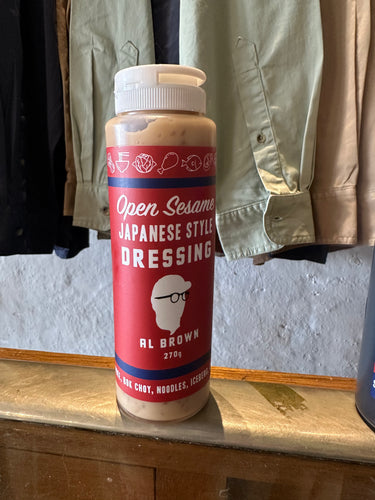 Open Sesame
JAPANESE STYLE
DRESSING
AL BROWN
270g
BOK CHOY, NOODLES, ICEBERG